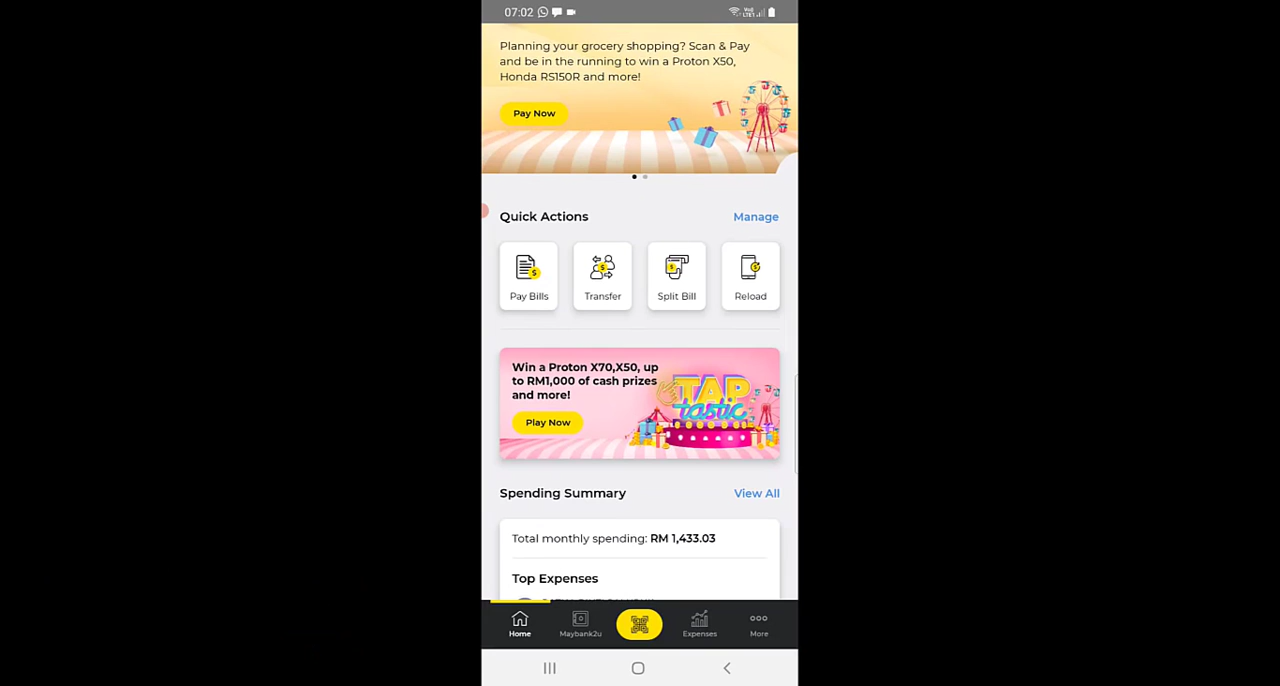 07:02
VoLTE1
Planning your grocery shopping? Scan & Pay
and be in the running to win a Proton X50,
Honda RS150R and more!
Pay Now
Quick Actions
Manage
Pay Bills
Transfer
Split Bill
Reload
Win a Proton X70,X50, up
to RM1,000 of cash prizes
and more!
TAP
tastic
Play Now
Spending Summary
View All
Total monthly spending: RM 1,433.03
Top Expenses
Home
Maybank2u
Expenses
More